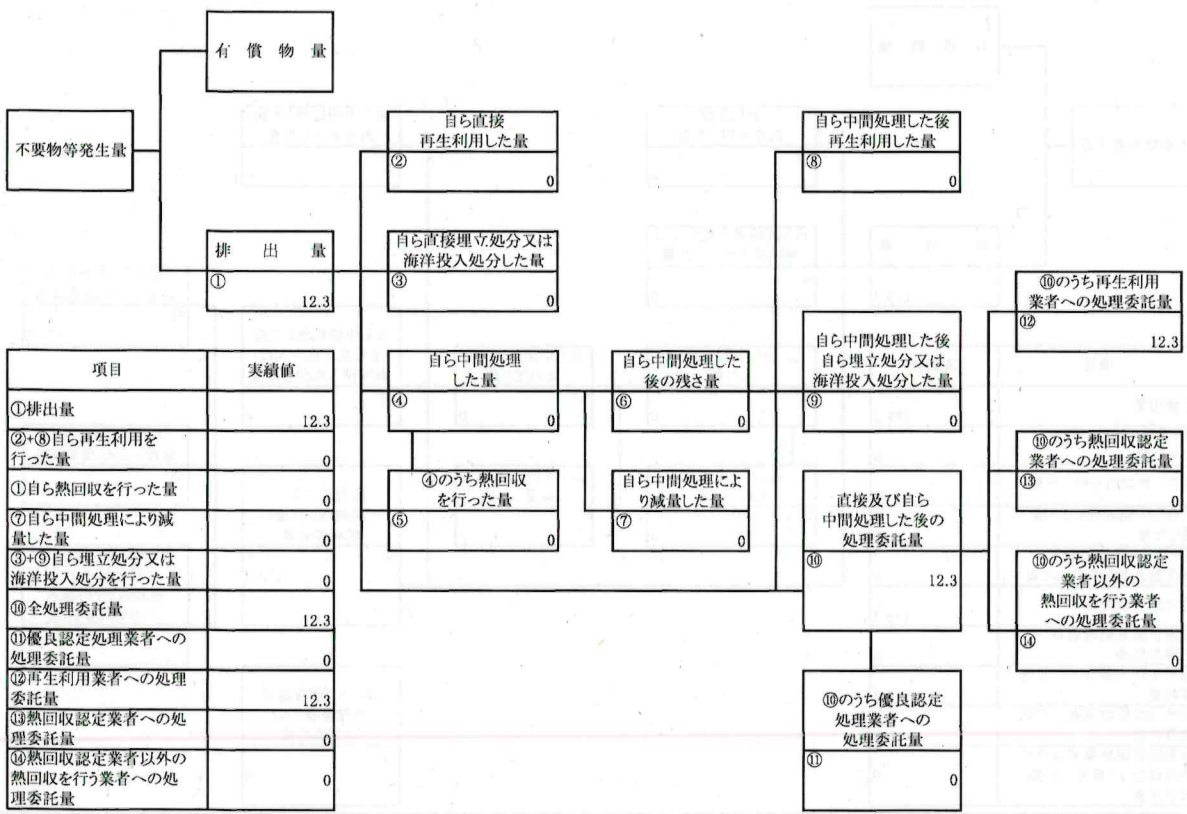 有償物量
不要物等発生量
排出量
①
12.3
自ら直接
再生利用した量
②
0
自ら直接埋立処分又は
海洋投入処分した量
③
0
自ら中間処理
した量
④
0
④のうち熱回収
を行った量
⑤
0
自ら中間処理した
後の残さ量
⑥
0
自ら中間処理によ
り減量した量
⑦
0
自ら中間処理した後
再生利用した量
⑧
0
自ら中間処理した後
自ら埋立処分又は
海洋投入処分した量
⑨
0
直接及び自ら
中間処理した後の
処理委託量
⑩
12.3
⑩のうち優良認定
処理業者への
処理委託量
⑪
0
⑩のうち再生利用
業者への処理委託量
⑫
12.3
⑩のうち熱回収認定
業者への処理委託量
⑬
0
⑩のうち熱回収認定
業者以外の
熱回収を行う業者
への処理委託量
⑭
0
項目 実績値
①排出量
12.3
②+⑧自ら再生利用を
行った量 0
①自ら熱回収を行った量
0
⑦自ら中間処理により減
量した量 0
③+⑨自ら埋立処分又は
海洋投入処分を行った量 0
⑩全処理委託量
12.3
⑪優良認定処理業者への
処理委託量 0
⑫再生利用業者への処理
委託量 12.3
⑬熱回収認定業者への処
理委託量 0
⑭熱回収認定業者以外の
熱回収を行う業者への処 0
理委託量